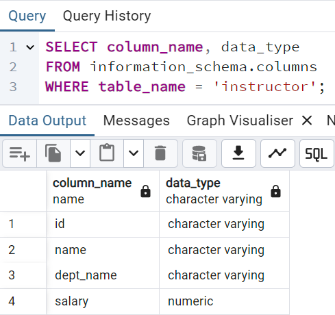 Query Query History
1 SELECT column_name, data_type
2 FROM information_schema.columns
3 WHERE table_name = 'instructor';
Data Output Messages Graph Visualiser X N
SQL
column_name data_type
name character varying
1 id character varying
2 name character varying
3 dept_name character varying
4 salary numeric